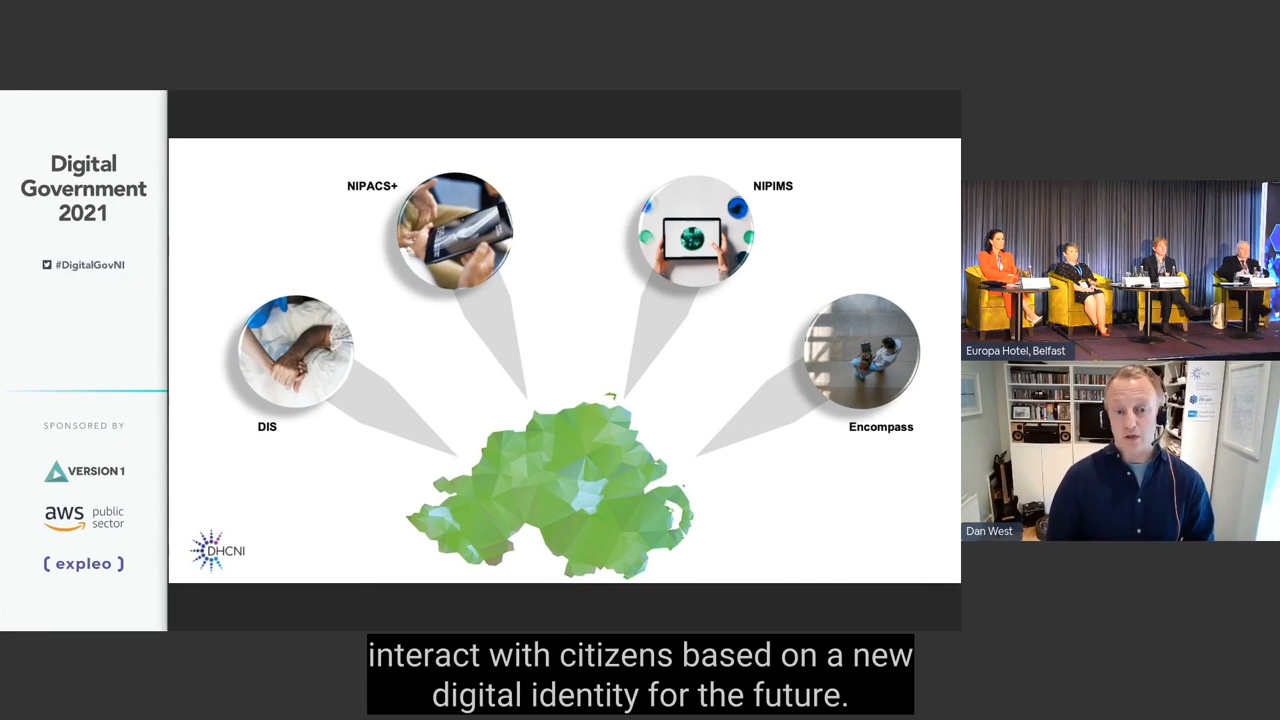 Digital
Government
2021
#DigitalGovNI
SPONSORED BY
VERSION 1
aws public
sector
[ expleo ]
NIPACS+
NIPIMS
DIS
Encompass
DHCNI
Europa Hotel, Belfast
Dan West
interact with citizens based on a new
digital identity for the future.